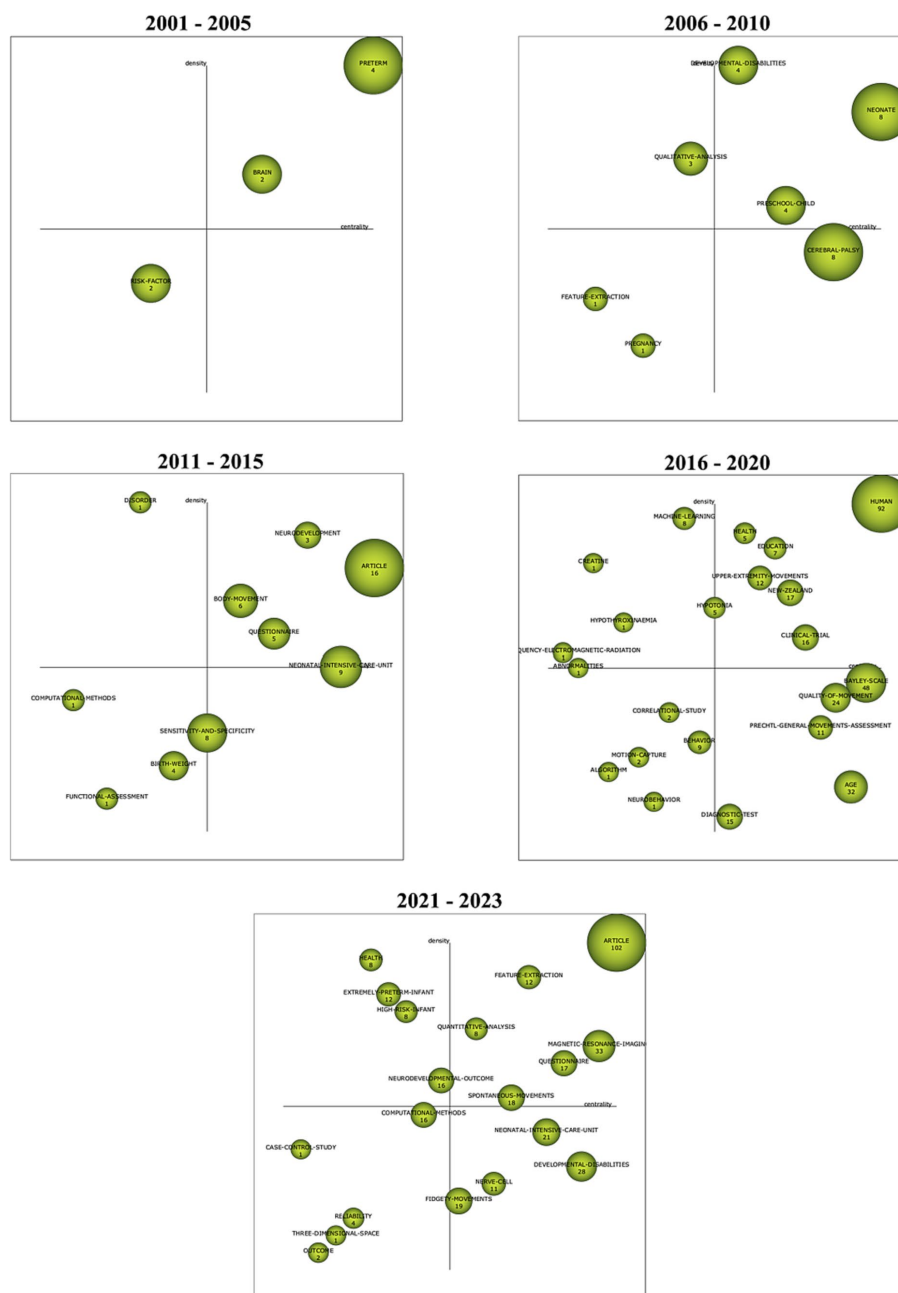 2001 - 2005
density
PRETERM
4
BRAIN
2
centrality
RISK-FACTOR
2
2006 - 2010
DEVELOPMENTAL-DISABILITIES
4
NEONATE
8
QUALITATIVE-ANALYSIS
3
PRESCHOOL-CHILD
4
CEREBRAL-PALSY
8
FEATURE-EXTRACTION
1
PREGNANCY
1
2011 - 2015
DISORDER
1
density
NEURODEVELOPMENT
3
ARTICLE
16
BODY-MOVEMENT
6
QUESTIONNAIRE
5
NEONATAL-INTENSIVE-CARE-UNIT
9
COMPUTATIONAL-METHODS
1
SENSITIVITY-AND-SPECIFICITY
8
BIRTH-WEIGHT
4
FUNCTIONAL-ASSESSMENT
1
2016 - 2020
density
HUMAN
92
MACHINE-LEARNING
8
HEALTH
5
EDUCATION
7
CREATINE
1
UPPER-EXTREMITY-MOVEMENTS
12
NEW-ZEALAND
17
HYPOTONIA
5
HYPOTHYROXINAEMIA
1
CLINICAL-TRIAL
16
QUENCY-ELECTROMAGNETIC-RADIATION
1
ABNORMALITIES
1
BAYLEY-SCALE
48
QUALITY-OF-MOVEMENT
24
CORRELATIONAL-STUDY
2
PRECHTL-GENERAL-MOVEMENTS-ASSESSMENT
11
BEHAVIOR
9
MOTION-CAPTURE
2
ALGORITHM
1
AGE
32
NEUROBEHAVIOR
1
DIAGNOSTIC-TEST
15
2021 - 2023
density
ARTICLE
102
HEALTH
8
FEATURE-EXTRACTION
12
EXTREMELY-PRETERM-INFANT
12
HIGH-RISK-INFANT
8
QUANTITATIVE-ANALYSIS
8
MAGNETIC-RESONANCE-IMAGIN
33
QUESTIONNAIRE
17
NEURODEVELOPMENTAL-OUTCOME
16
SPONTANEOUS-MOVEMENTS
18
COMPUTATIONAL-METHODS
16
centrality
NEONATAL-INTENSIVE-CARE-UNIT
21
CASE-CONTROL-STUDY
1
DEVELOPMENTAL-DISABILITIES
28
NERVE-CELL
11
FIDGETY-MOVEMENTS
19
RELIABILITY
4
THREE-DIMENSIONAL-SPACE
1
OUTCOME
2